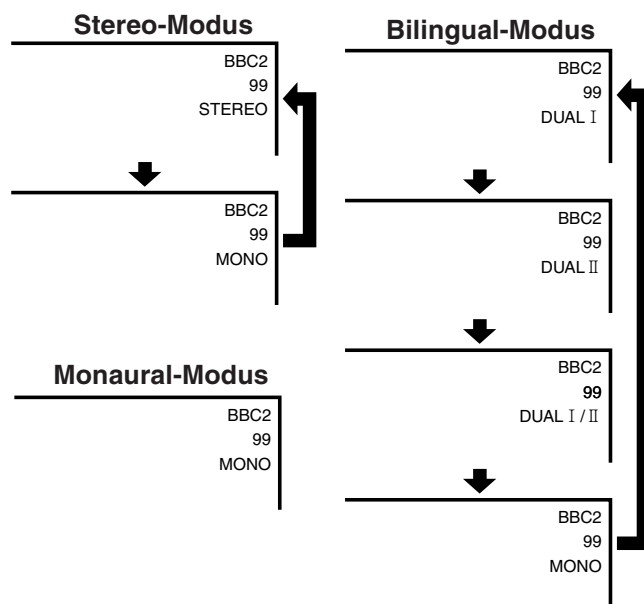 Stereo-Modus
BBC2
99
STEREO
BBC2
99
MONO
Monaural-Modus
BBC2
99
MONO
Bilingual-Modus
BBC2
99
DUAL Ⅰ
BBC2
99
DUAL Ⅱ
BBC2
99
DUAL Ⅰ/Ⅱ
BBC2
99
MONO